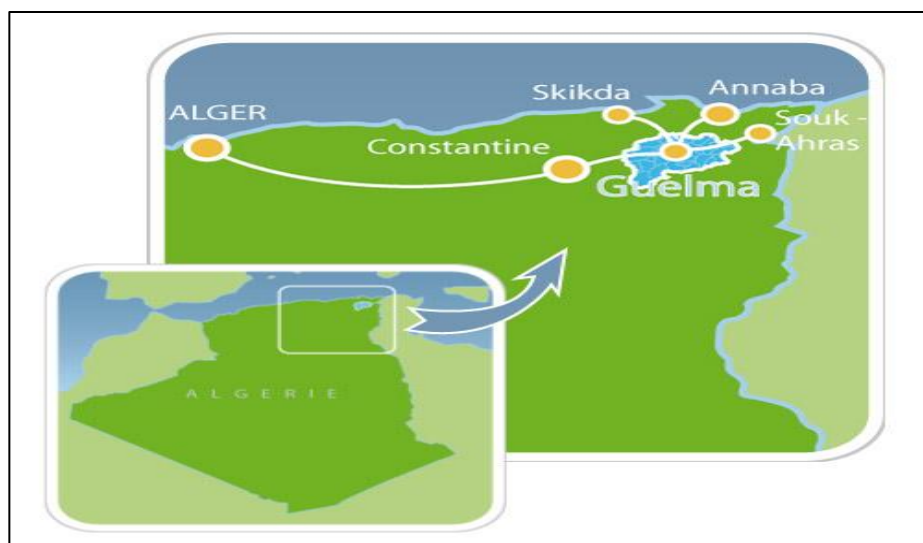 Skikda
Annaba
ALGER
Souk -
Ahras
Constantine
Guelma
ALGERIE